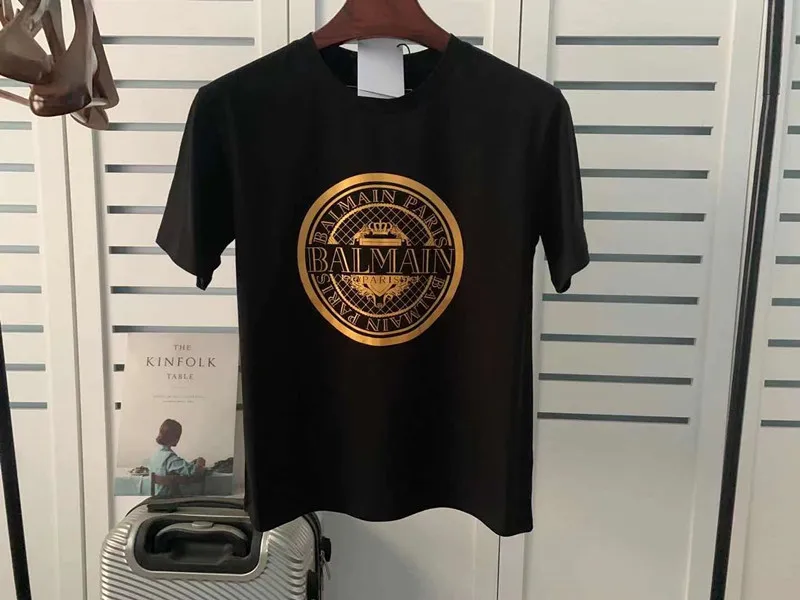 BALMAIN PARIS
BALMAIN
PARIS
BALMAIN PARIS
THE
KINFOLK
TABLE